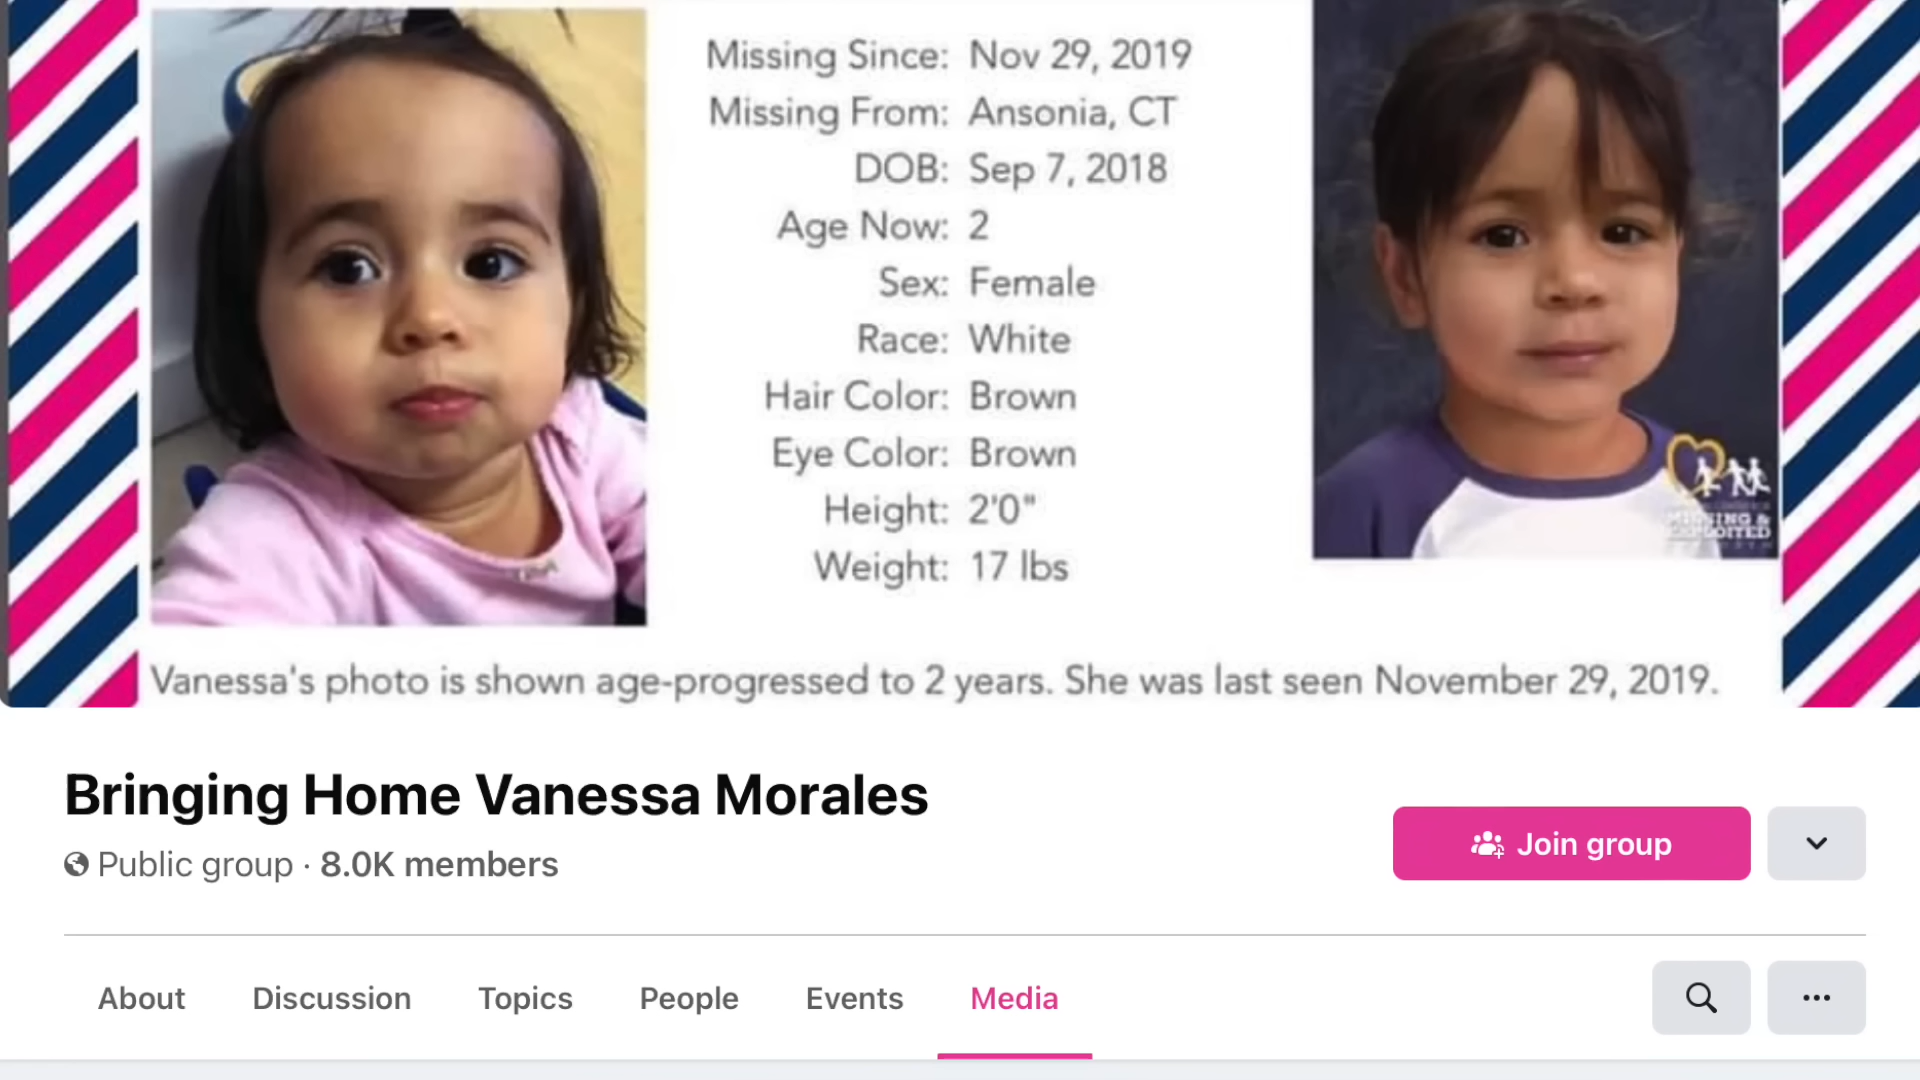 Missing Since: Nov 29, 2019
Missing From: Ansonia, CT
DOB: Sep 7, 2018
Age Now: 2
Sex: Female
Race: White
Hair Color: Brown
Eye Color: Brown
Height: 2'0"
Weight: 17 lbs
MISSING &
EXPLOITED
Vanessa's photo is shown age-progressed to 2 years. She was last seen November 29, 2019.
Bringing Home Vanessa Morales
Public group · 8.0K members
Join group
About Discussion Topics People Events Media